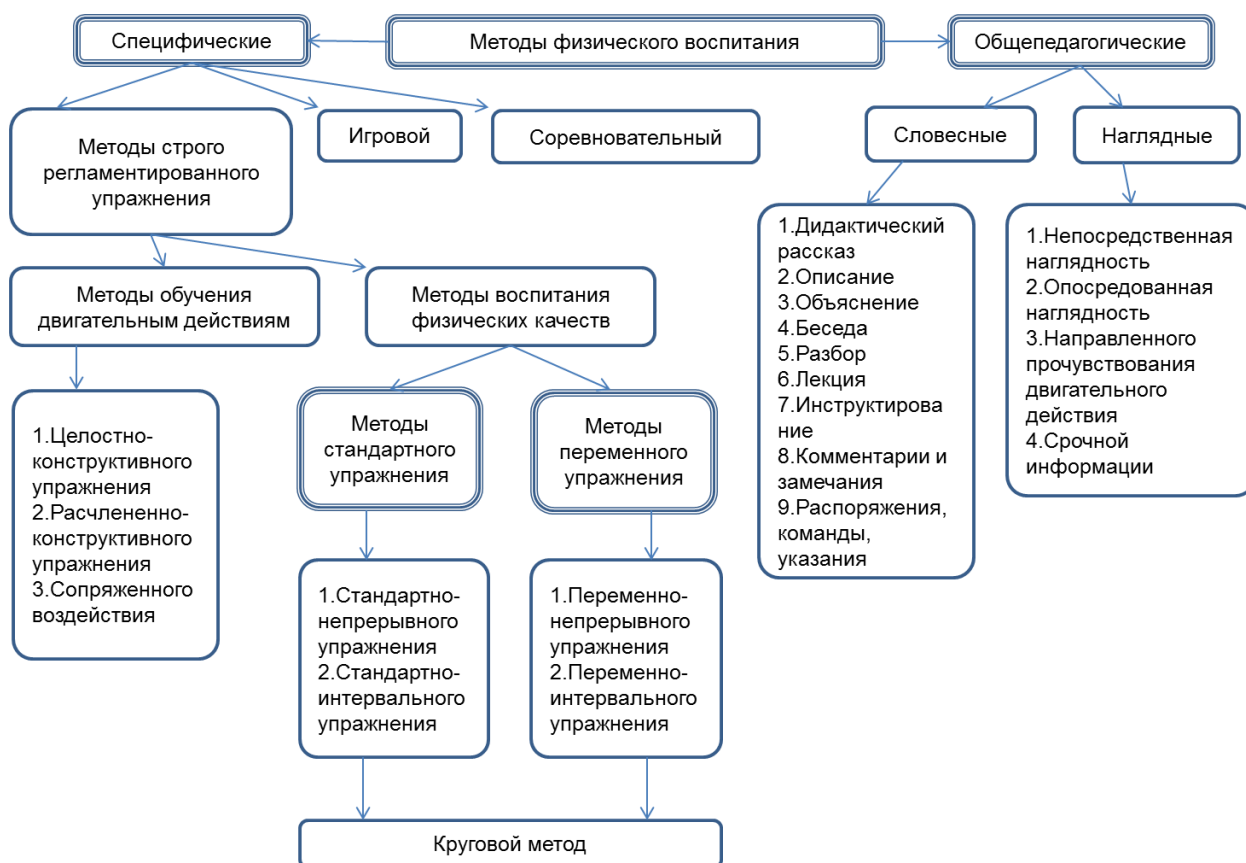 Специфические
Методы физического воспитания
Общепедагогические
Методы строго
регламентированного
упражнения
Игровой
Соревновательный
Словесные
Наглядные
Методы обучения
двигательным действиям
Методы воспитания
физических качеств
1.Целостно-
конструктивного
упражнения
2.Расчлененно-
конструктивного
упражнения
3.Сопряженного
воздействия
Методы
стандартного
упражнения
Методы
переменного
упражнения
1.Стандартно-
непрерывного
упражнения
2.Стандартно-
интервального
упражнения
1.Переменно-
непрерывного
упражнения
2.Переменно-
интервального
упражнения
Круговой метод
1.Дидактический
рассказ
2.Описание
3.Объяснение
4.Беседа
5.Разбор
6.Лекция
7.Инструктирова
ние
8.Комментарии и
замечания
9.Распоряжения,
команды,
указания
1.Непосредственная
наглядность
2.Опосредованная
наглядность
3.Направленного
прочувствования
двигательного
действия
4.Срочной
информации